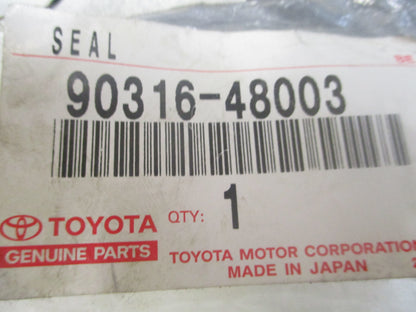 SEAL
90316-48003
TOYOTA QTY: 1
GENUINE PARTS
TOYOTA MOTOR CORPORATION
MADE IN JAPAN